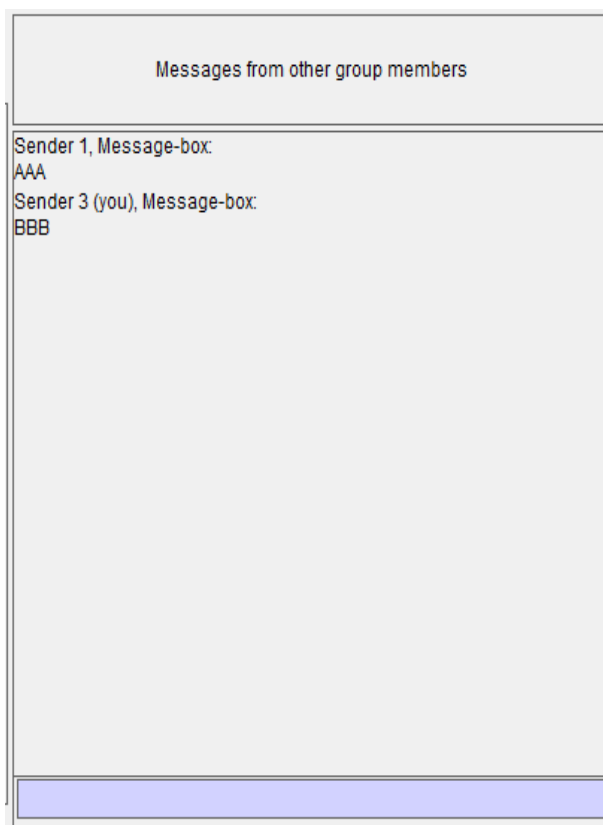 Messages from other group members
Sender 1, Message-box:
AAA
Sender 3 (you), Message-box:
BBB